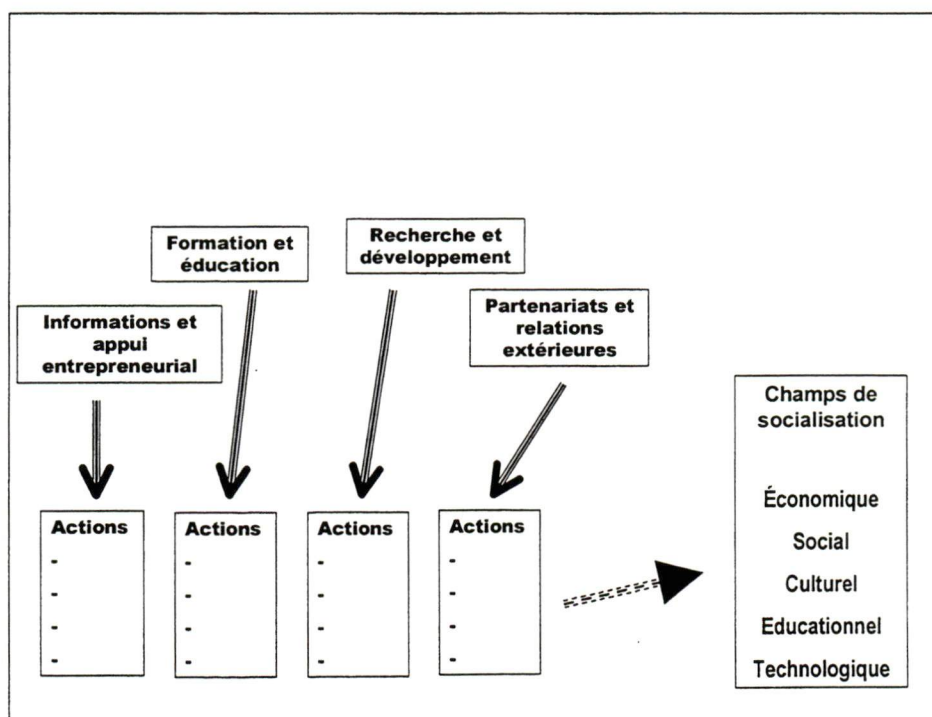 Formation et
éducation
Recherche et
développement
Informations et
appui
entrepreneurial
Partenariats et
relations
extérieures
Actions
-
-
-
-
Actions
-
-
-
-
Actions
-
-
-
-
Actions
-
-
-
-
Champs de
socialisation
Économique
Social
Culturel
Educationnel
Technologique